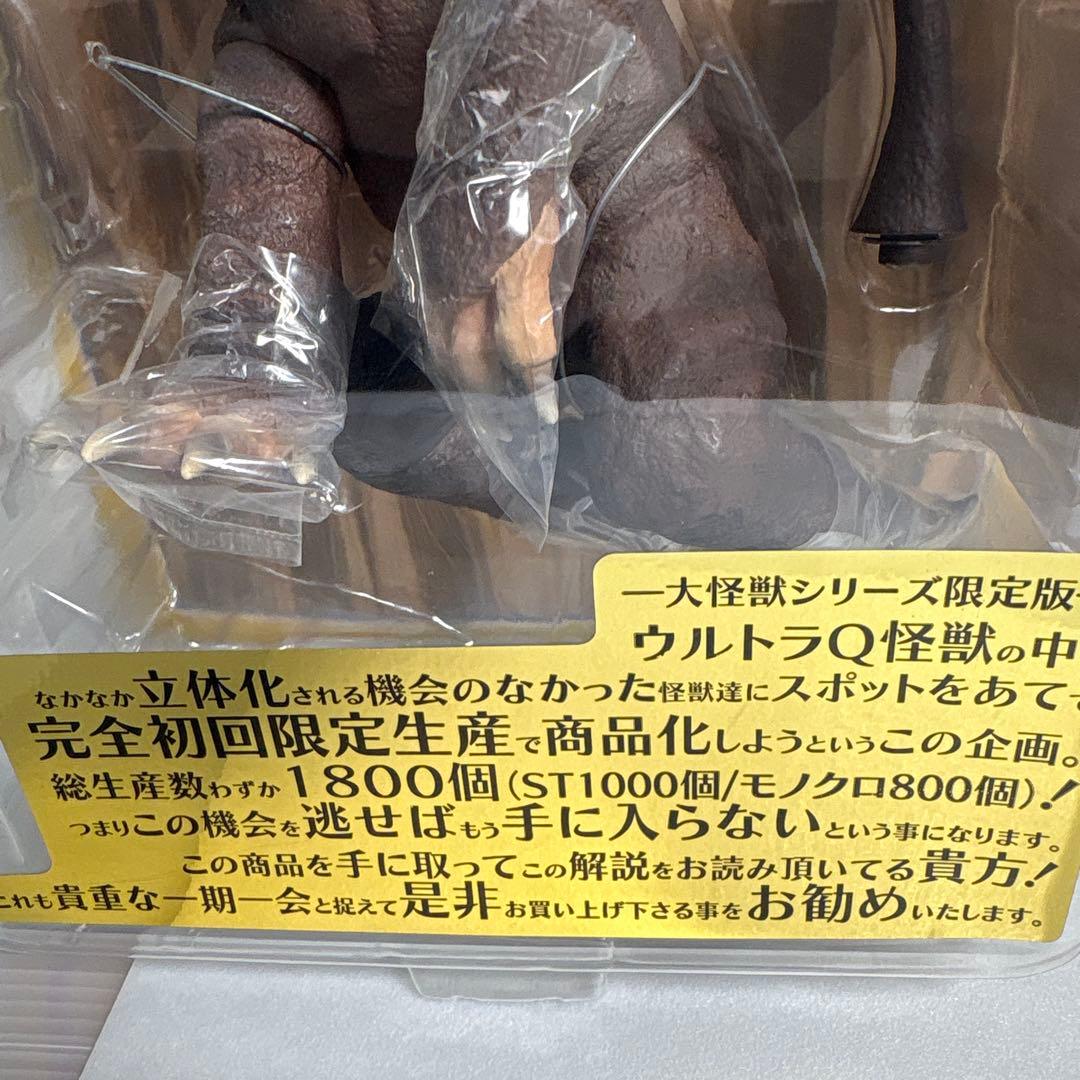 ―大怪獣シリーズ限定版
ウルトラQ怪獣の中
なかなか立体化される機会のなかった怪獣達にスポットをあて
完全初回限定生産で商品化しようというこの企画。
総生産数わずか1800個(ST1000個/モノクロ800個)!
つまりこの機会を逃せばもう手に入らないという事になります。
この商品を手に取ってこの解説をお読み頂いてる貴方!
これも貴重な一期一会と捉えて是非お買い上げ下さる事をお勧めいたします。